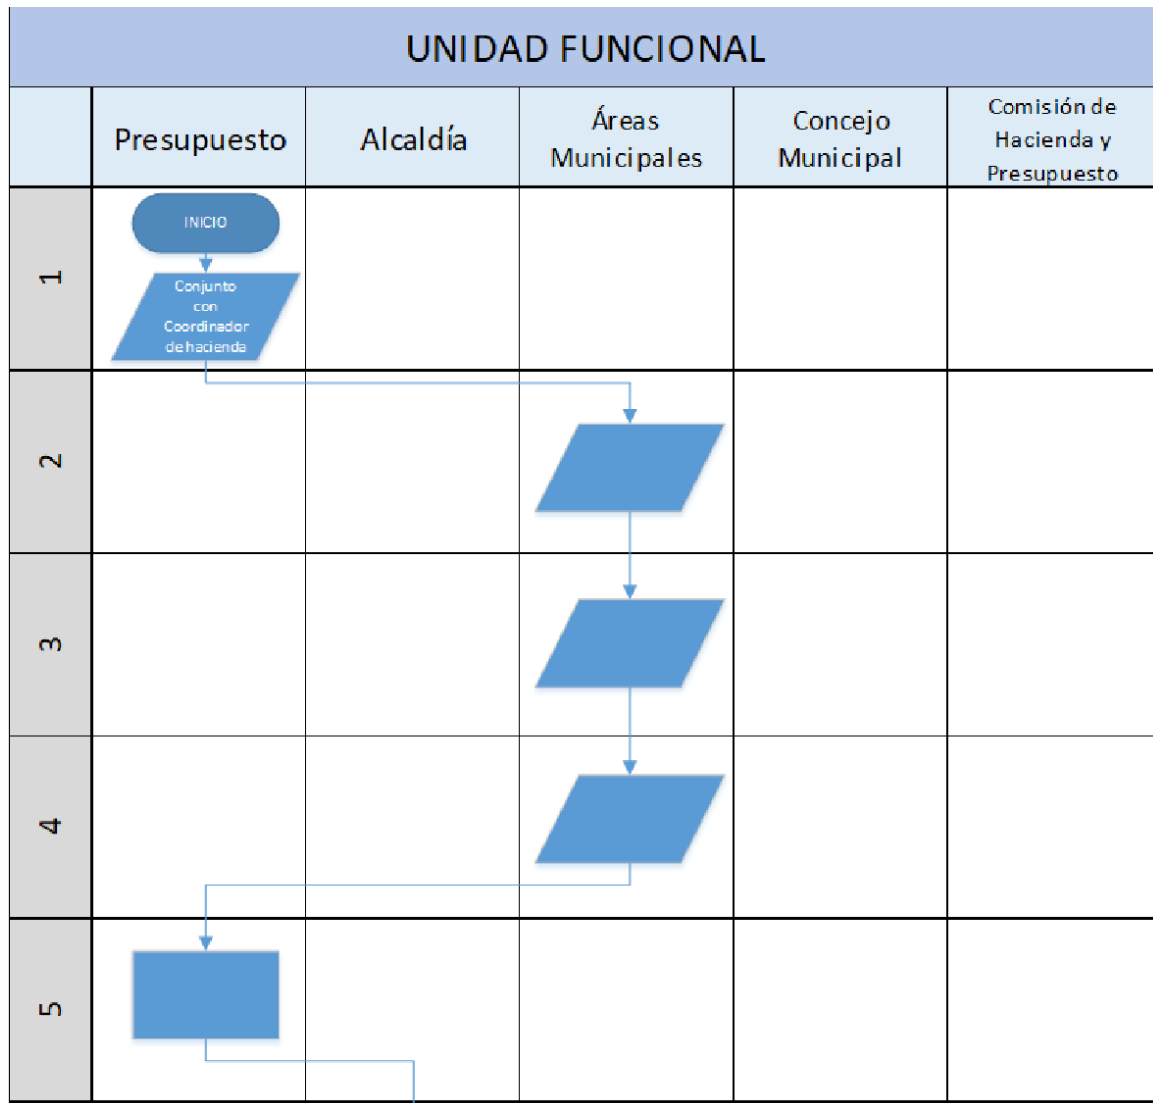 UNIDAD FUNCIONAL
Presupuesto
Alcaldía
Áreas
Municipales
Concejo
Municipal
Comisión de
Hacienda y
Presupuesto
1
INICIO
Conjunto
con
Coordinador
de hacienda
2
3
4
5